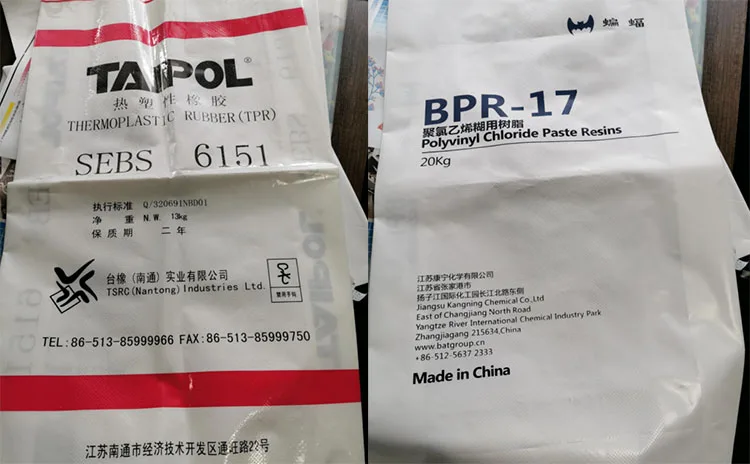 TAIPOL®
热塑性橡胶
THERMOPLASTIC RUBBER(TPR)
SEBS 6151
执行标准 Q/320691NBD01
净 重 N.W. 13kg
保 质 期 二 年
台橡(南通)实业有限公司
TSRC(Nantong)Industries Ltd.
禁用手钩
TEL:86-513-85999966 FAX:86-513-85999750
江苏南通市经济技术开发区通旺路22号
蝙蝠
BPR-17
聚氯乙烯糊用树脂
Polyvinyl Chloride Paste Resins
20Kg
江苏康宁化学有限公司
江苏省张家港市
扬子江国际化工园长江北路东侧
Jiangsu Kangning Chemical Co.,Ltd
East of Changjiang North Road
Yangtze River International Chemical Industry Park
Zhangjiagang 215634,China
www.batgroup.cn
+86-512-5637 2333
Made in China